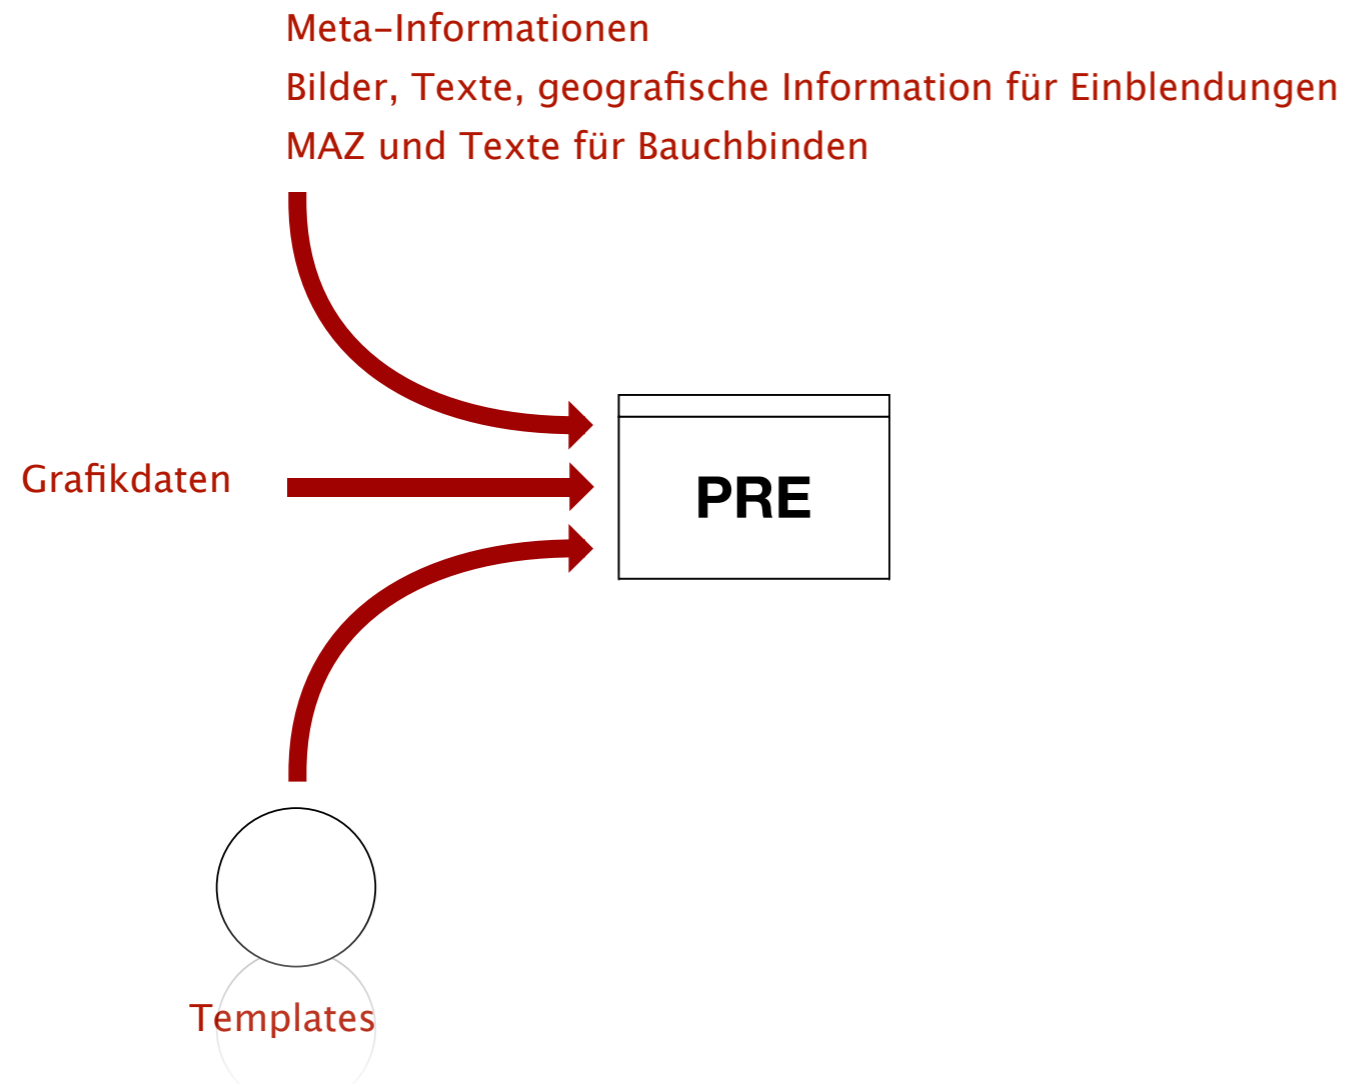 Meta-Informationen
Bilder, Texte, geografische Information für Einblendungen
MAZ und Texte für Bauchbinden
Grafikdaten
PRE
Templates